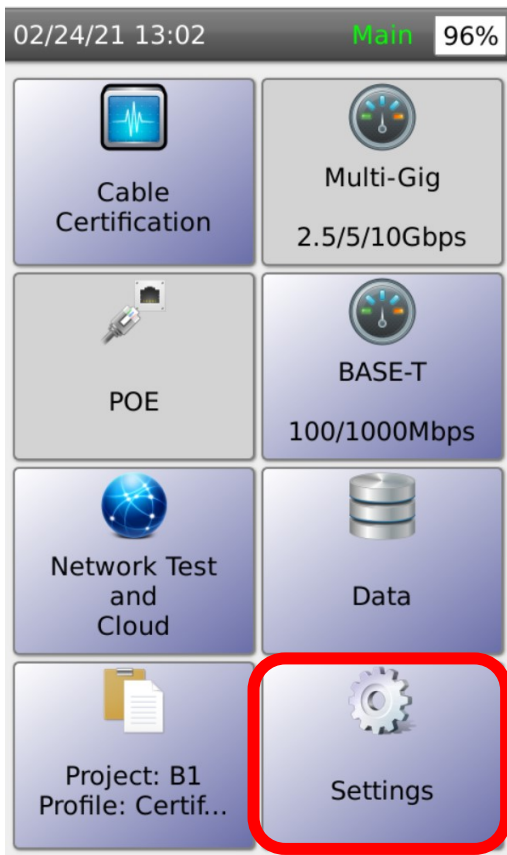 02/24/21 13:02 Main 96%
Cable
Certification
Multi-Gig
2.5/5/10Gbps
POE
BASE-T
100/1000Mbps
Network Test
and
Cloud
Data
Project: B1
Profile: Certif...
Settings